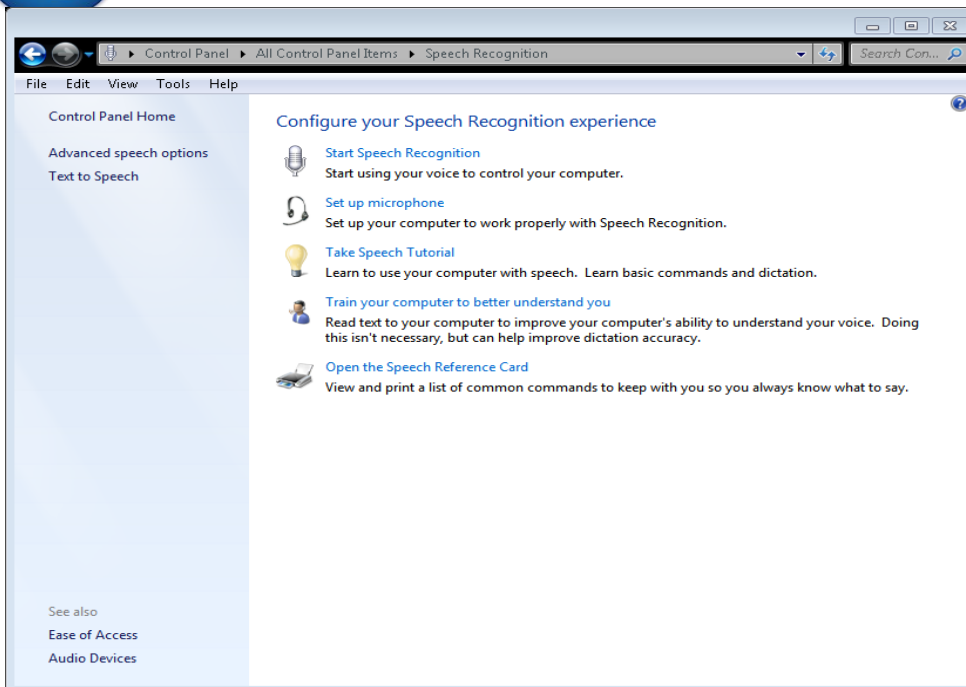 Control Panel ▸ All Control Panel Items ▸ Speech Recognition
Search Con...
File Edit View Tools Help
Control Panel Home
Advanced speech options
Text to Speech
Configure your Speech Recognition experience
Start Speech Recognition
Start using your voice to control your computer.
Set up microphone
Set up your computer to work properly with Speech Recognition.
Take Speech Tutorial
Learn to use your computer with speech. Learn basic commands and dictation.
Train your computer to better understand you
Read text to your computer to improve your computer's ability to understand your voice. Doing
this isn't necessary, but can help improve dictation accuracy.
Open the Speech Reference Card
View and print a list of common commands to keep with you so you always know what to say.
See also
Ease of Access
Audio Devices